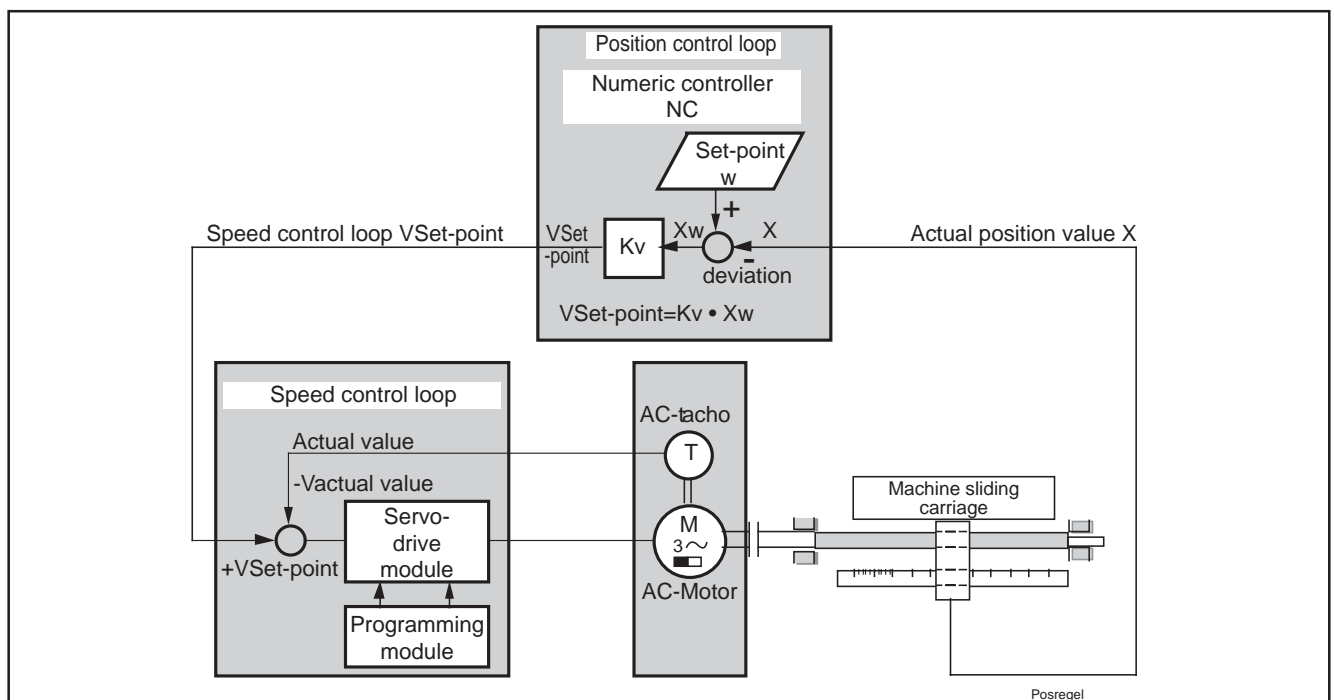 Position control loop
Numeric controller
NC
Set-point
w
+
Speed control loop VSet-point
VSet
-point
Kv
Xw
X
-
deviation
Actual position value X
VSet-point=Kv • Xw
Speed control loop
AC-tacho
T
Actual value
-Vactual value
Servo-
drive
module
+VSet-point
Programming
module
M
3～
AC-Motor
Machine sliding
carriage
Posregel